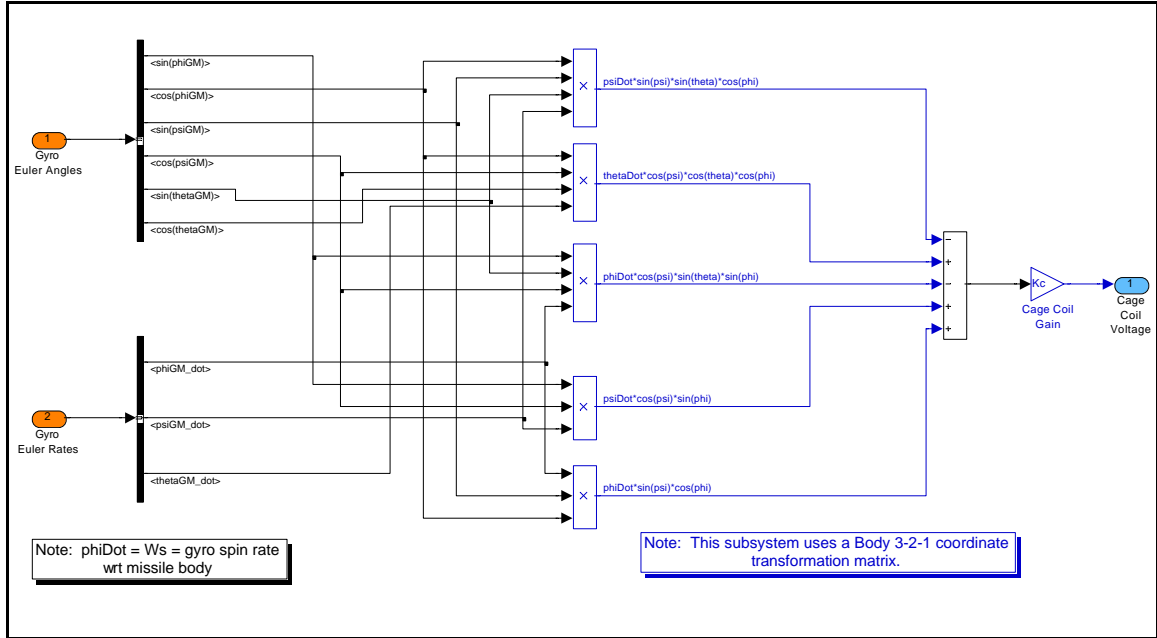 1
Gyro
Euler Angles
<sin(phiGM)>
<cos(phiGM)>
<sin(psiGM)>
<cos(psiGM)>
<sin(thetaGM)>
<cos(thetaGM)>
2
Gyro
Euler Rates
<phiGM_dot>
<psiGM_dot>
<thetaGM_dot>
×
psiDot*sin(psi)*sin(theta)*cos(phi)
×
thetaDot*cos(psi)*cos(theta)*cos(phi)
×
phiDot*cos(psi)*sin(theta)*sin(phi)
×
psiDot*cos(psi)*sin(phi)
×
phiDot*sin(psi)*cos(phi)
−
+
−
+
+
Kc
Cage Coil
Gain
1
Cage
Coil
Voltage
Note: phiDot = Ws = gyro spin rate
wrt missile body
Note: This subsystem uses a Body 3-2-1 coordinate
transformation matrix.